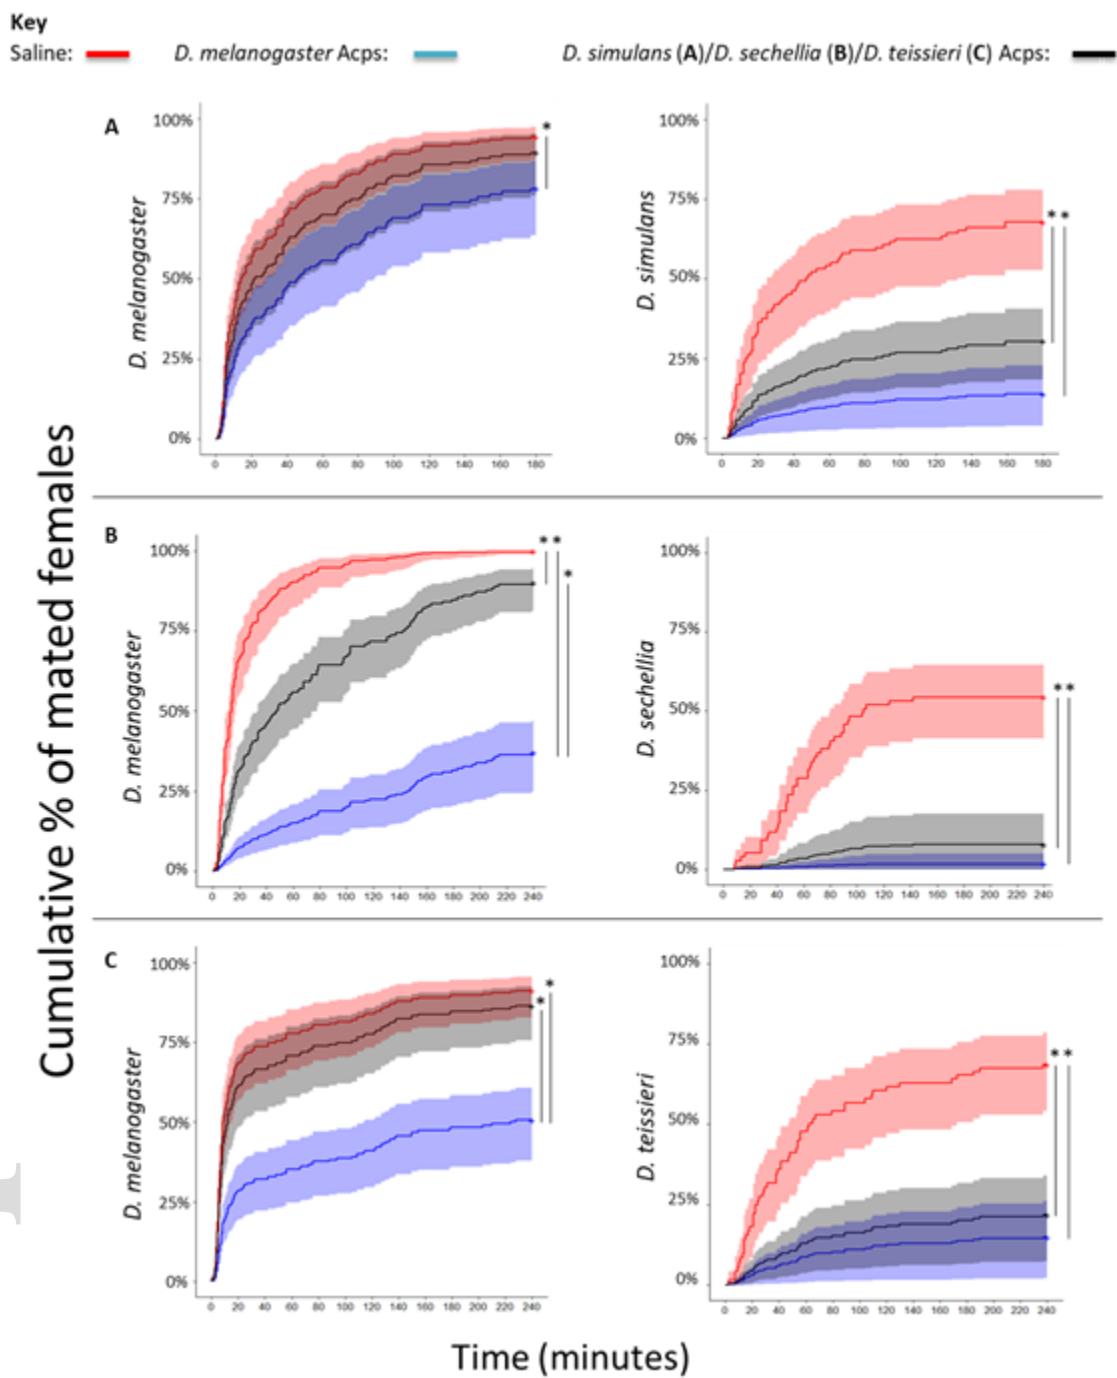 Key
Saline: D. melanogaster Acps: D. simulans (A)/D. sechellia (B)/D. teissieri (C) Acps:
Cumulative % of mated females
A
D. melanogaster
100%
75%
50%
25%
0%
0 20 40 60 80 100 120 140 160 180
*
D. simulans
100%
75%
50%
25%
0%
0 20 40 60 80 100 120 140 160 180
* *
B
D. melanogaster
100%
75%
50%
25%
0%
0 20 40 60 80 100 120 140 160 180 200 220 240
* *
*
D. sechellia
100%
75%
50%
25%
0%
0 20 40 60 80 100 120 140 160 180 200 220 240
**
C
D. melanogaster
100%
75%
50%
25%
0%
0 20 40 60 80 100 120 140 160 180 200 220 240
*
*
D. teissieri
100%
75%
50%
25%
0%
0 20 40 60 80 100 120 140 160 180 200 220 240
**
Time (minutes)